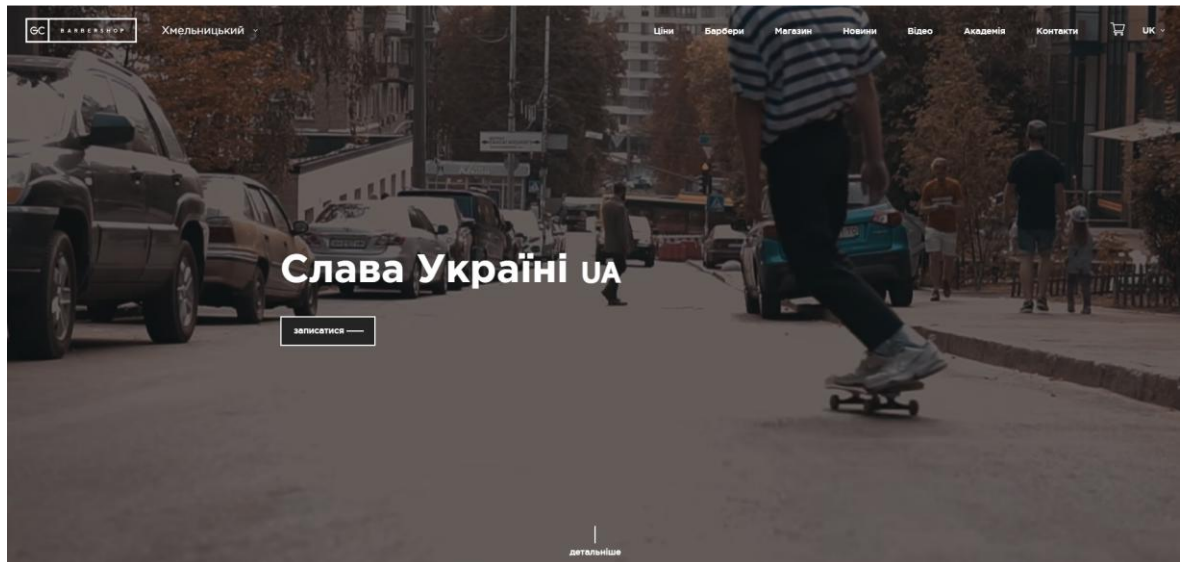 GC BARBERSHOP
Хмельницький
Ціни Барбери Магазин Новини Відео Академія Контакти UK
Слава Україні UA
записатися
детальніше